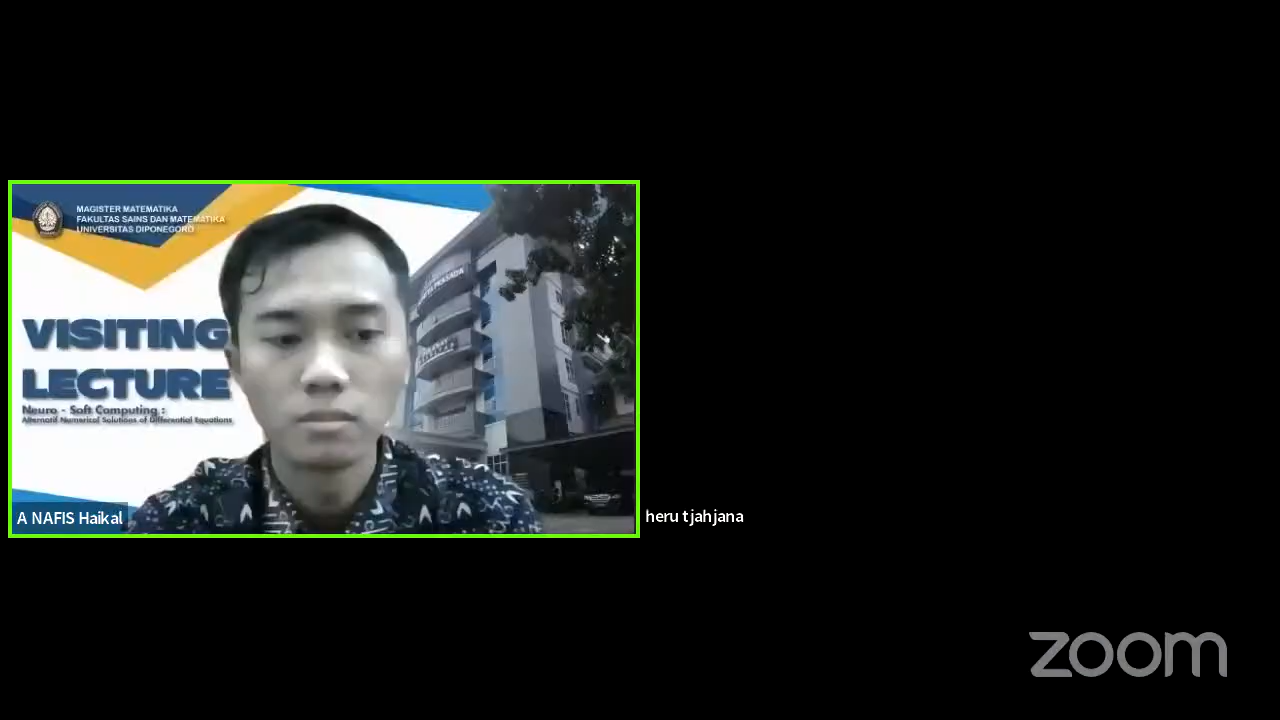 MAGISTER MATEMATIKA
FAKULTAS SAINS DAN MATEMATIKA
UNIVERSITAS DIPONEGORO
VISITING
LECTURE
Neuro - Soft Computing :
Alternatif Numerical Solutions of Differential Equations
A NAFIS Haikal
heru tjahjana
zoom